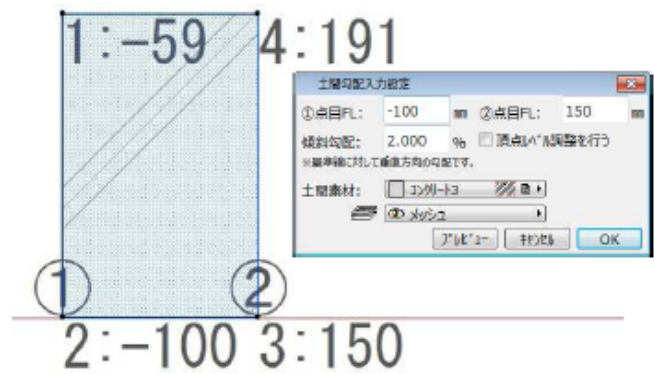 1:-59 4:191
土間勾配入力設定
①点目FL: -100 mm ②点目FL: 150 mm
傾斜勾配: 2.000 % 頂点ﾚﾍﾞﾙ調整を行う
※基準線に対して垂直方向の勾配です。
土間素材: ｺﾝｸﾘｰﾄ3
メッシュ
ﾌﾟﾚﾋﾞｭｰ ｷｬﾝｾﾙ OK
① ②
2:-100 3:150